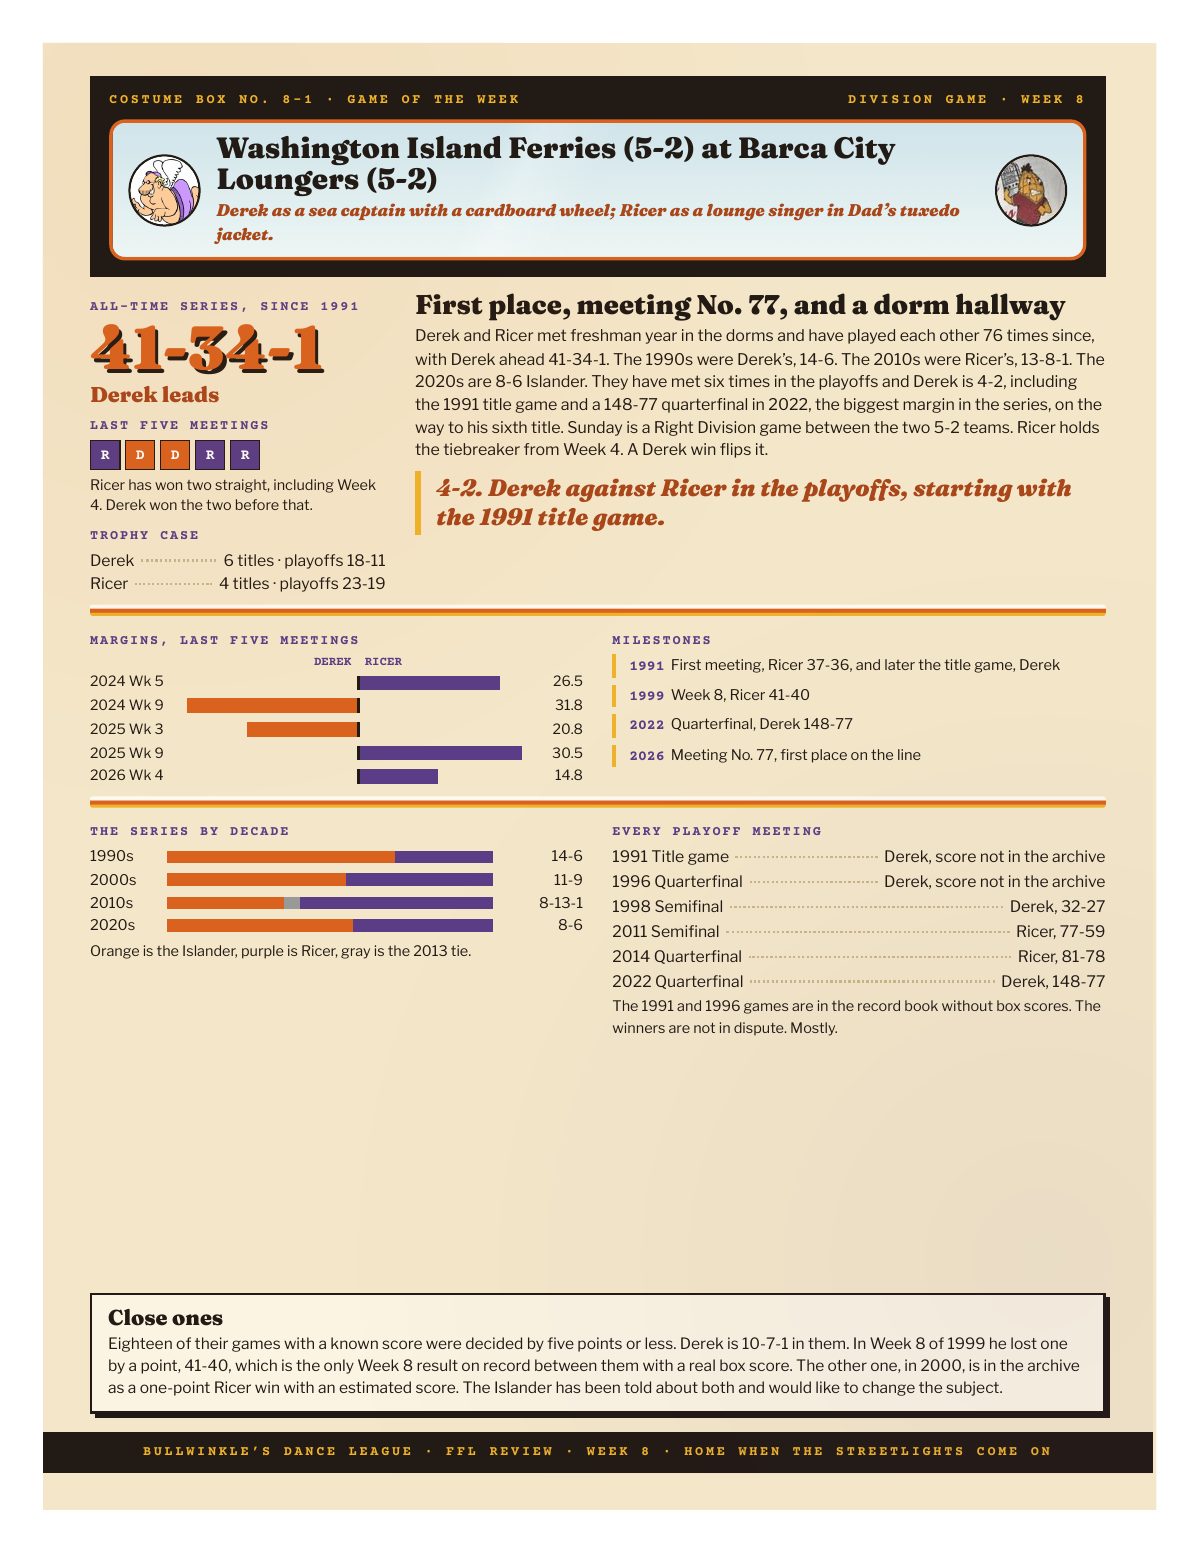 COSTUME BOX NO. 8-1 · GAME OF THE WEEK
DIVISION GAME · WEEK 8
Washington Island Ferries (5-2) at Barca City
Loungers (5-2)
Derek as a sea captain with a cardboard wheel; Ricer as a lounge singer in Dad’s tuxedo
jacket.
ALL-TIME SERIES, SINCE 1991
41-34-1
Derek leads
LAST FIVE MEETINGS
R D D R R
Ricer has won two straight, including Week
4. Derek won the two before that.
TROPHY CASE
Derek 6 titles · playoffs 18-11
Ricer 4 titles · playoffs 23-19
First place, meeting No. 77, and a dorm hallway
Derek and Ricer met freshman year in the dorms and have played each other 76 times since,
with Derek ahead 41-34-1. The 1990s were Derek’s, 14-6. The 2010s were Ricer’s, 13-8-1. The
2020s are 8-6 Islander. They have met six times in the playoffs and Derek is 4-2, including
the 1991 title game and a 148-77 quarterfinal in 2022, the biggest margin in the series, on the
way to his sixth title. Sunday is a Right Division game between the two 5-2 teams. Ricer holds
the tiebreaker from Week 4. A Derek win flips it.
4-2. Derek against Ricer in the playoffs, starting with
the 1991 title game.
MARGINS, LAST FIVE MEETINGS
DEREK RICER
2024 Wk 5 26.5
2024 Wk 9 31.8
2025 Wk 3 20.8
2025 Wk 9 30.5
2026 Wk 4 14.8
MILESTONES
1991 First meeting, Ricer 37-36, and later the title game, Derek
1999 Week 8, Ricer 41-40
2022 Quarterfinal, Derek 148-77
2026 Meeting No. 77, first place on the line
THE SERIES BY DECADE
1990s 14-6
2000s 11-9
2010s 8-13-1
2020s 8-6
Orange is the Islander, purple is Ricer, gray is the 2013 tie.
EVERY PLAYOFF MEETING
1991 Title game Derek, score not in the archive
1996 Quarterfinal Derek, score not in the archive
1998 Semifinal Derek, 32-27
2011 Semifinal Ricer, 77-59
2014 Quarterfinal Ricer, 81-78
2022 Quarterfinal Derek, 148-77
The 1991 and 1996 games are in the record book without box scores. The
winners are not in dispute. Mostly.
Close ones
Eighteen of their games with a known score were decided by five points or less. Derek is 10-7-1 in them. In Week 8 of 1999 he lost one
by a point, 41-40, which is the only Week 8 result on record between them with a real box score. The other one, in 2000, is in the archive
as a one-point Ricer win with an estimated score. The Islander has been told about both and would like to change the subject.
BULLWINKLE’S DANCE LEAGUE · FFL REVIEW · WEEK 8 · HOME WHEN THE STREETLIGHTS COME ON